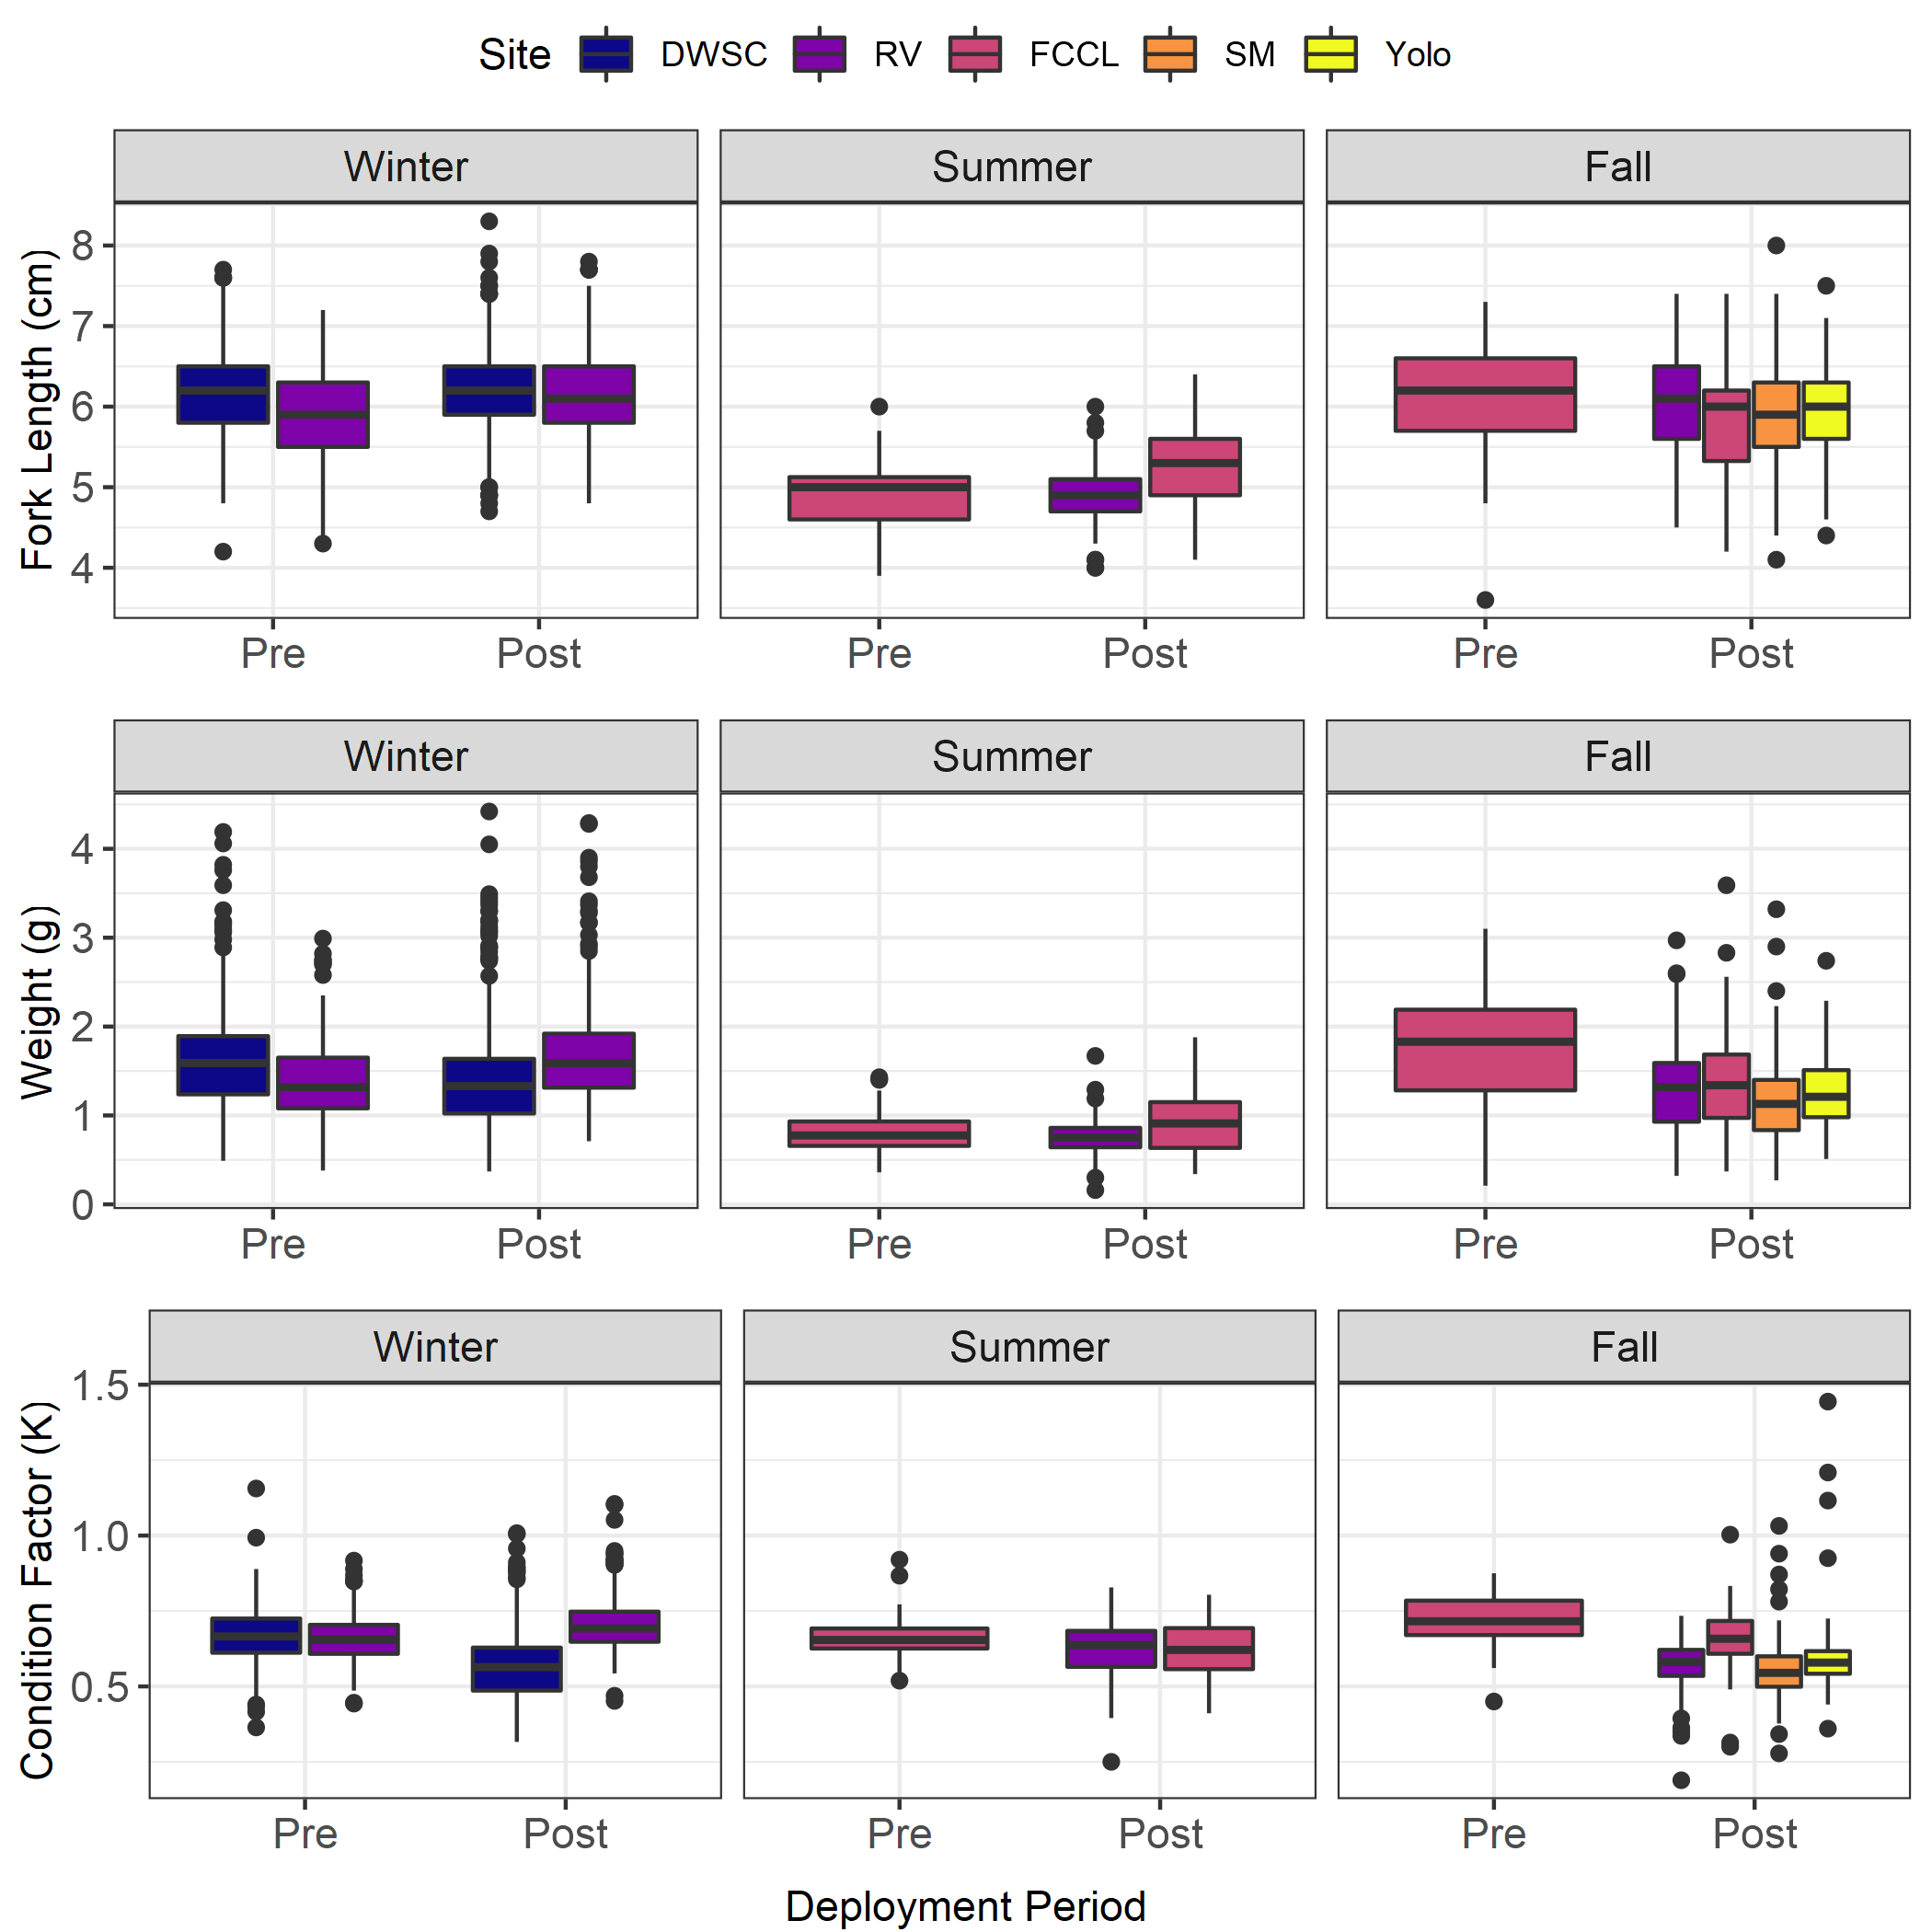 Site DWSC RV FCCL SM Yolo
Winter Summer Fall
Fork Length (cm)
8
7
6
5
4
Pre Post Pre Post Pre Post
Winter Summer Fall
Weight (g)
4
3
2
1
0
Pre Post Pre Post Pre Post
Winter Summer Fall
Condition Factor (K)
1.5
1.0
0.5
Pre Post Pre Post Pre Post
Deployment Period